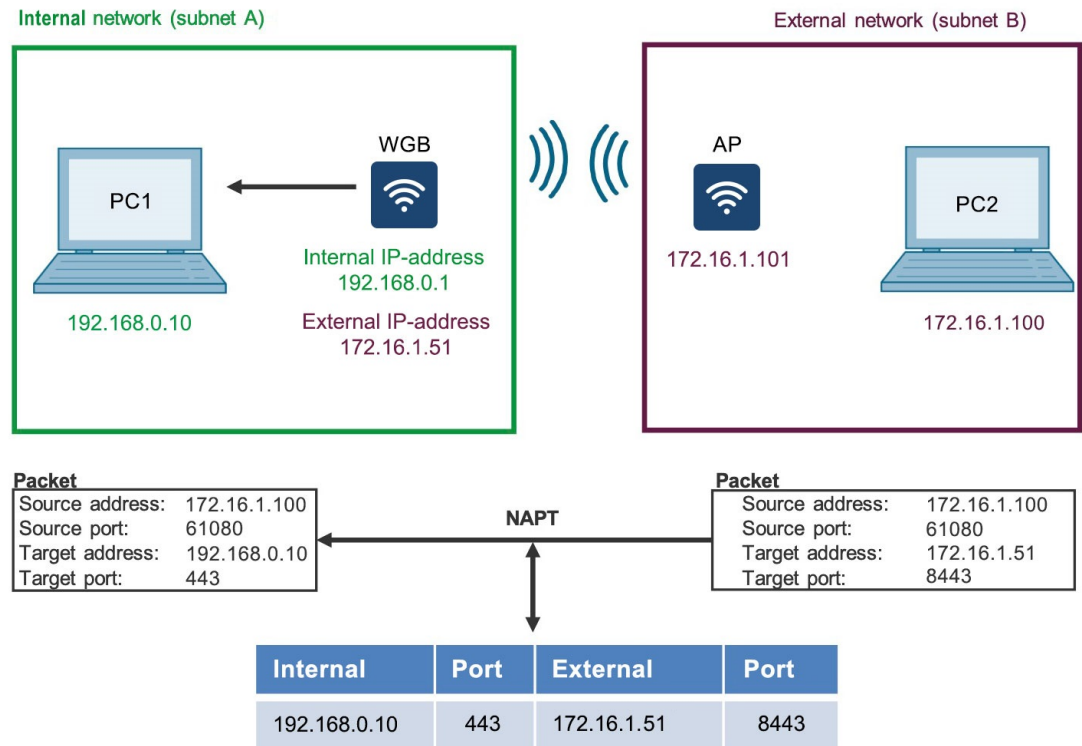 Internal network (subnet A)
External network (subnet B)
PC1
WGB
AP
PC2
Internal IP-address
192.168.0.1
172.16.1.101
192.168.0.10
External IP-address
172.16.1.51
172.16.1.100
Packet
Source address: 172.16.1.100
Source port: 61080
Target address: 192.168.0.10
Target port: 443
NAPT
Packet
Source address: 172.16.1.100
Source port: 61080
Target address: 172.16.1.51
Target port: 8443
Internal Port External Port
192.168.0.10 443 172.16.1.51 8443